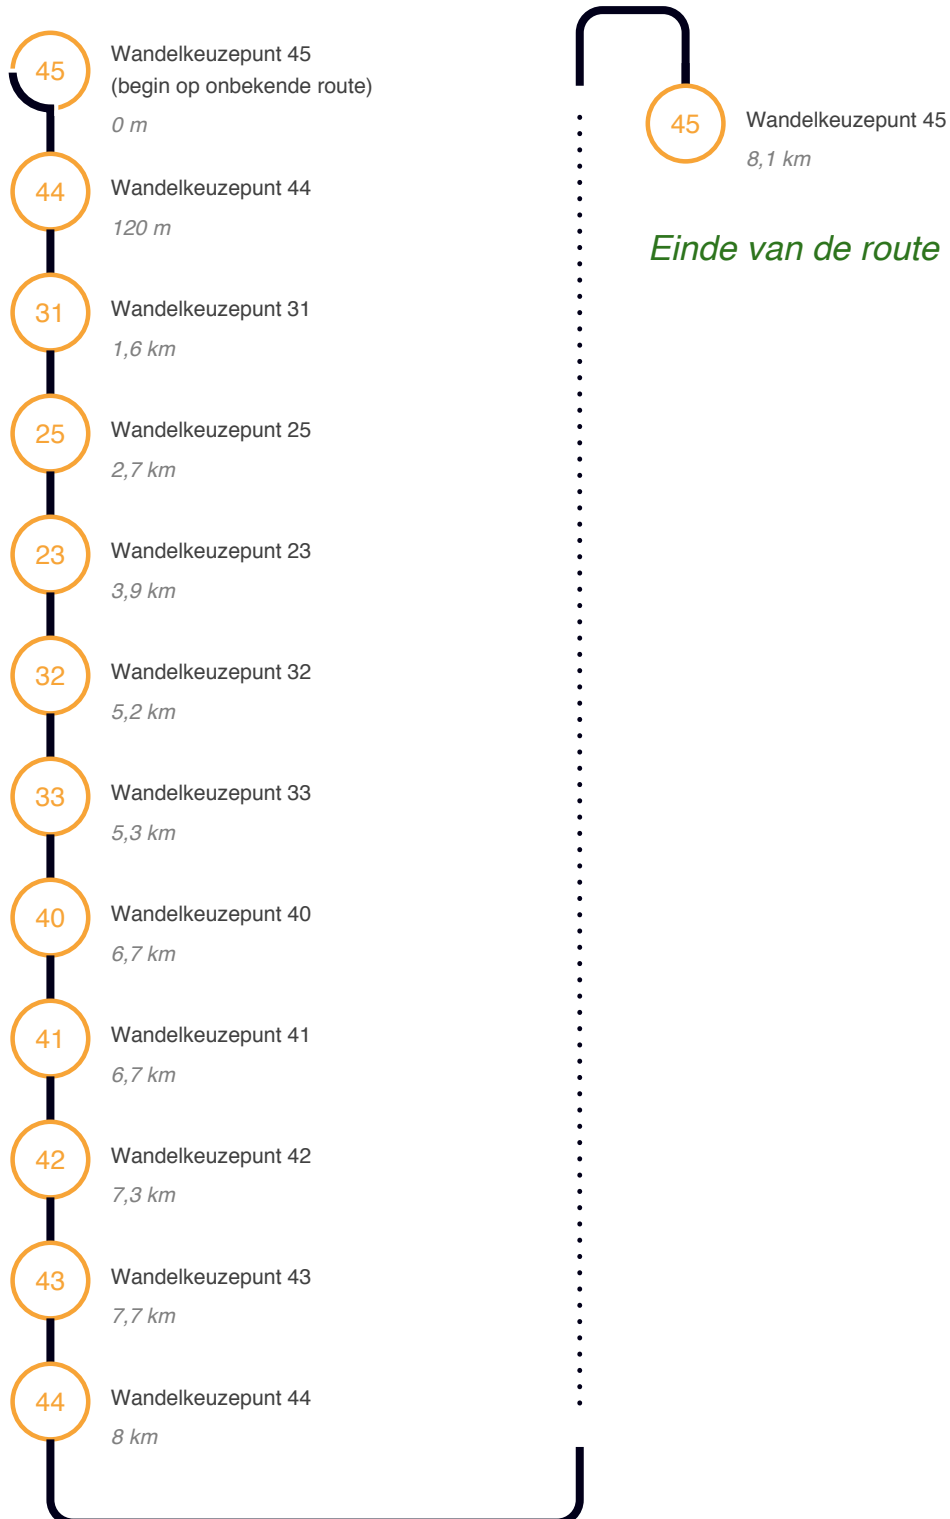 45
Wandelkeuzepunt 45
(begin op onbekende route)
0 m
44
Wandelkeuzepunt 44
120 m
31
Wandelkeuzepunt 31
1,6 km
25
Wandelkeuzepunt 25
2,7 km
23
Wandelkeuzepunt 23
3,9 km
32
Wandelkeuzepunt 32
5,2 km
33
Wandelkeuzepunt 33
5,3 km
40
Wandelkeuzepunt 40
6,7 km
41
Wandelkeuzepunt 41
6,7 km
42
Wandelkeuzepunt 42
7,3 km
43
Wandelkeuzepunt 43
7,7 km
44
Wandelkeuzepunt 44
8 km
45
Wandelkeuzepunt 45
8,1 km
Einde van de route